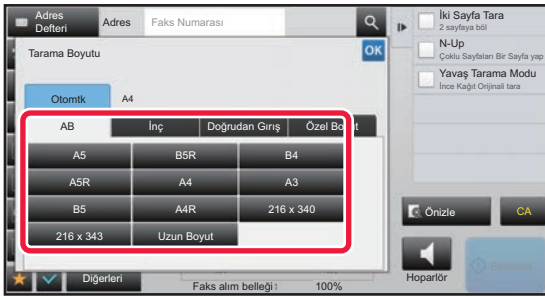 Adres
Defteri
Adres
Faks Numarası
Tarama Boyutu
OK
Otomtk
A4
AB
İnç
Doğrudan Gırış
Özel Bo t
A5
B5R
B4
A5R
A4
A3
B5
A4R
216 x 340
216 x 343
Uzun Boyut
Diğerleri
Faks alım belleği:
100%
İki Sayfa Tara
2 sayfaya böl
N-Up
Çoklu Sayfaları Bir Sayfa yap
Yavaş Tarama Modu
İnce Kağıt Orijinali tara
Önizle
CA
Hoparlör